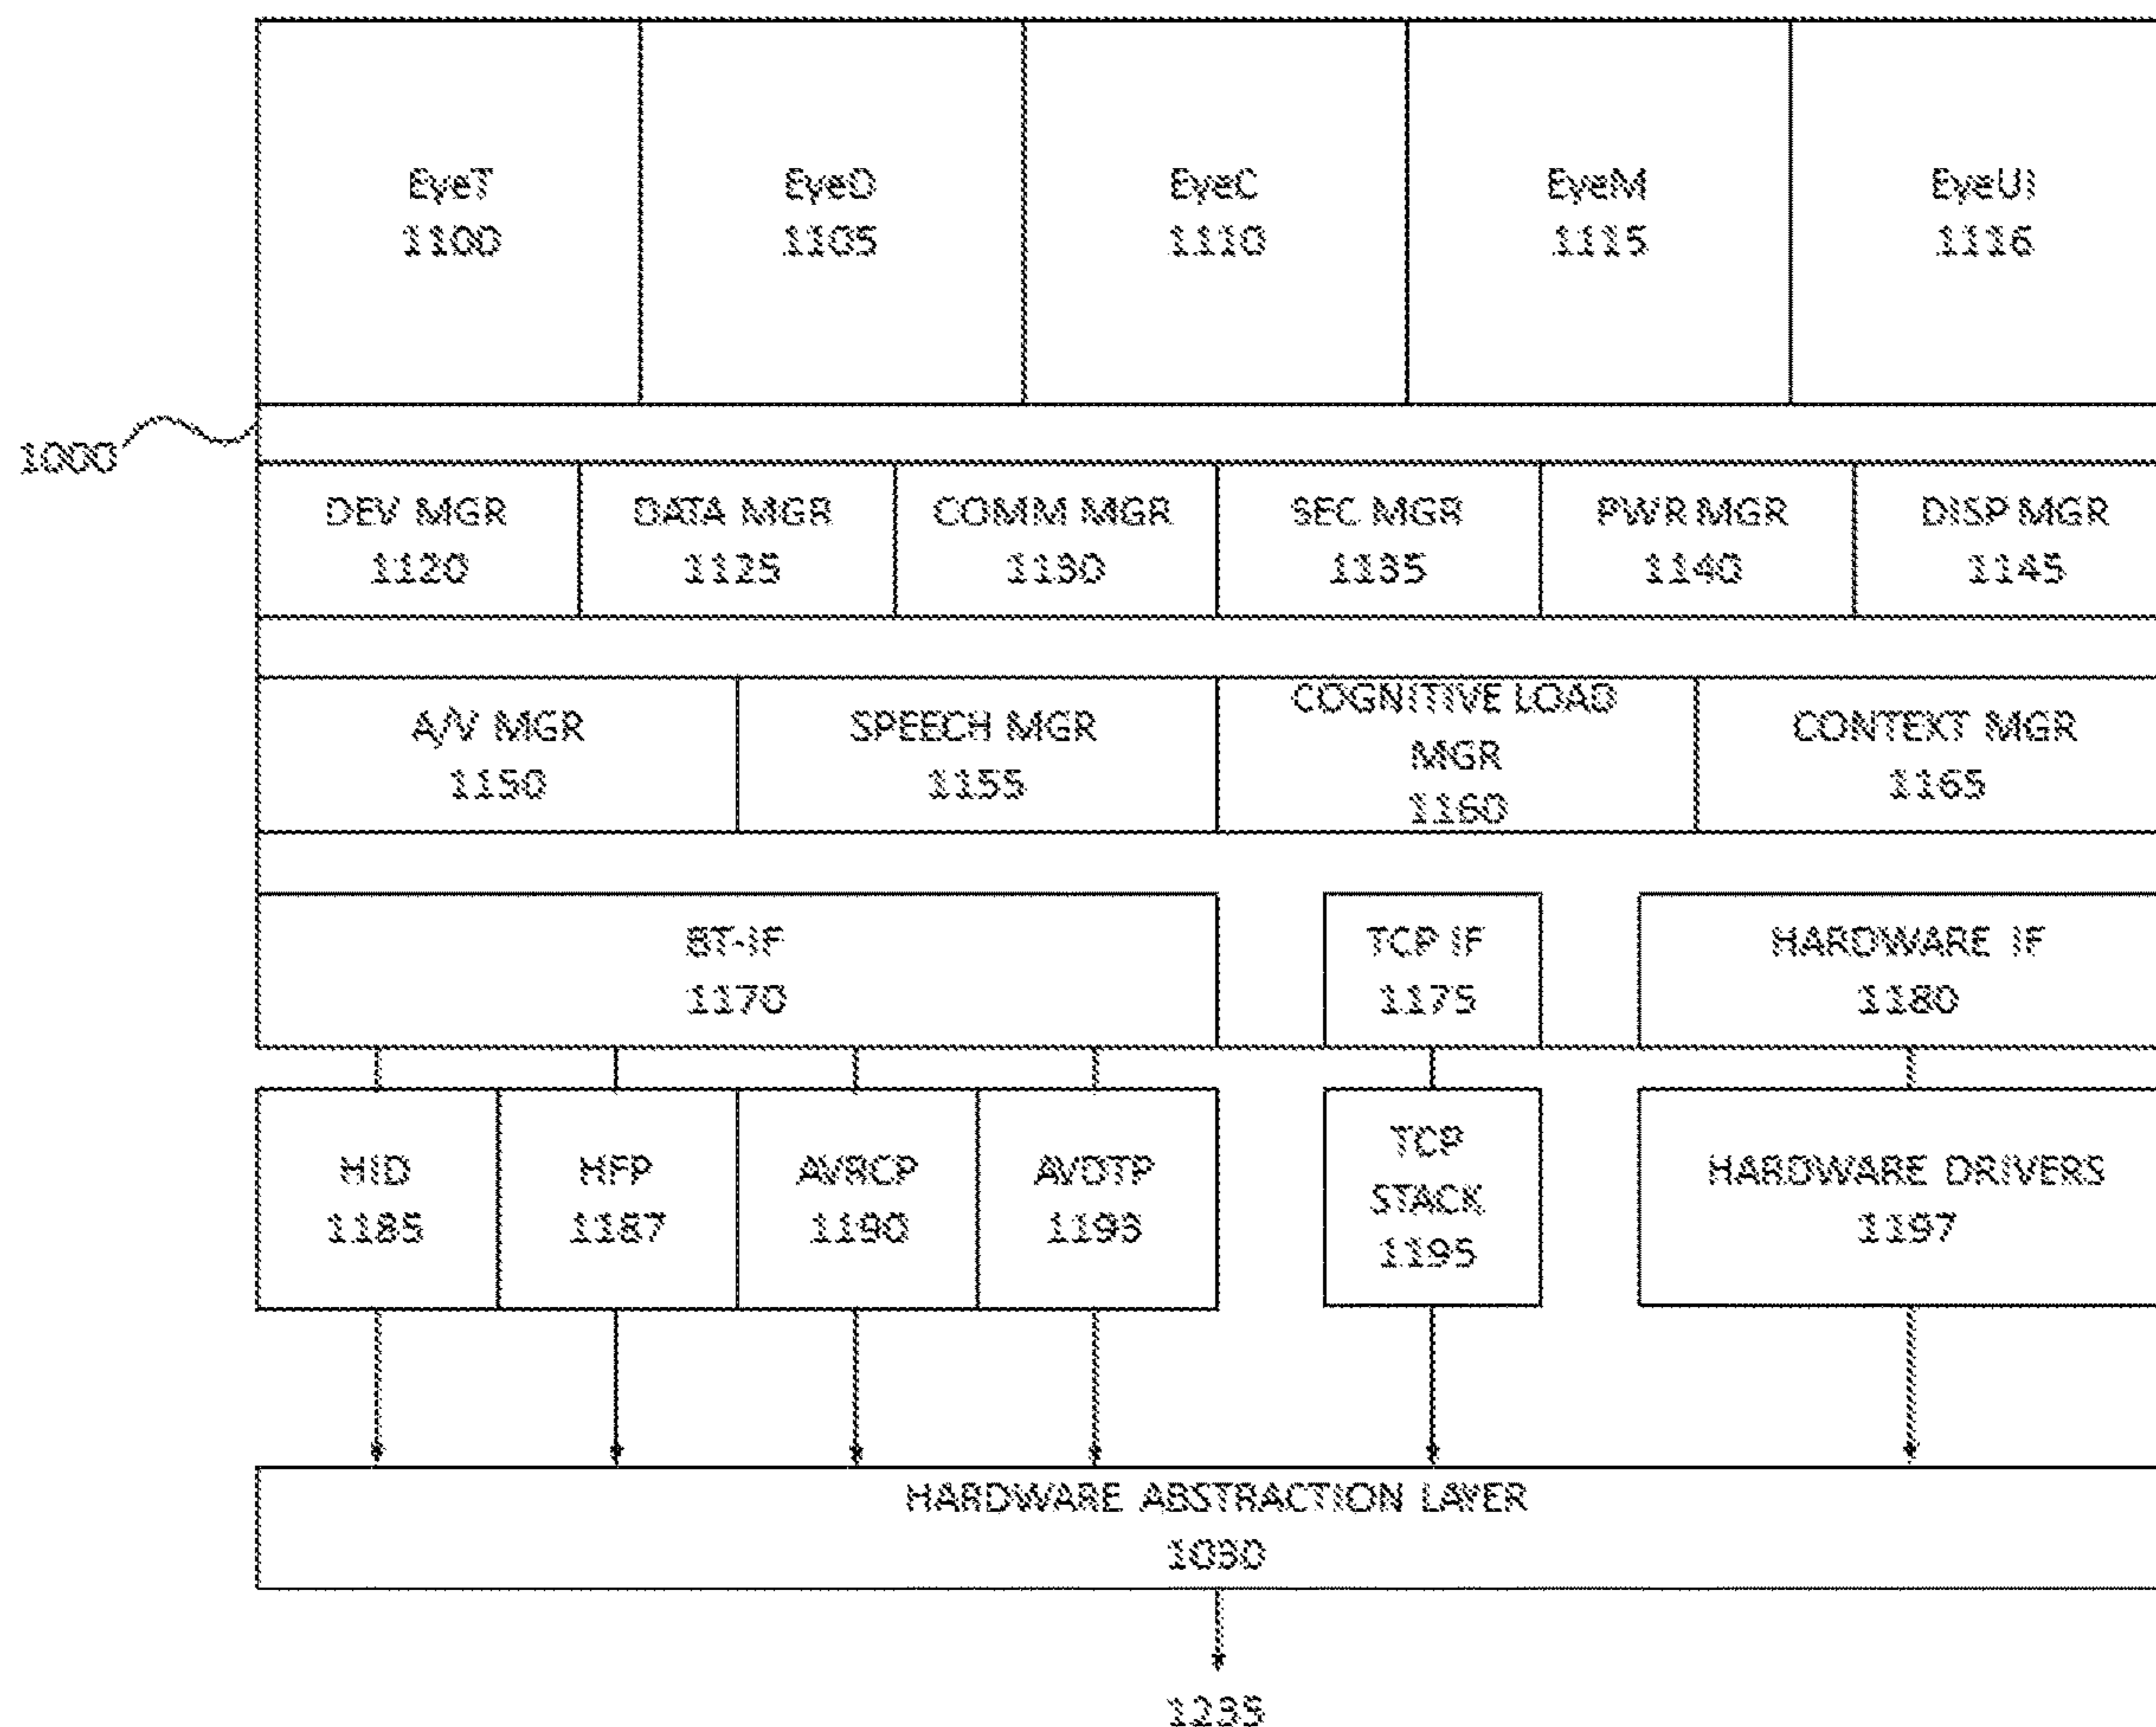 EyeT
1100
EyeD
1105
EyeC
1110
EyeM
1115
EyeUI
1116
1000
DEV MGR
1120
DATA MGR
1125
COMM MGR
1130
SEC MGR
1135
PWR MGR
1140
DISP MGR
1145
A/V MGR
1150
SPEECH MGR
1155
COGNITIVE LOAD
MGR
1160
CONTEXT MGR
1165
BT-IF
1170
TCP IF
1175
HARDWARE IF
1180
HID
1185
HFP
1187
AVRCP
1190
AVDTP
1193
TCP
STACK
1195
HARDWARE DRIVERS
1197
HARDWARE ABSTRACTION LAYER
1030
1235